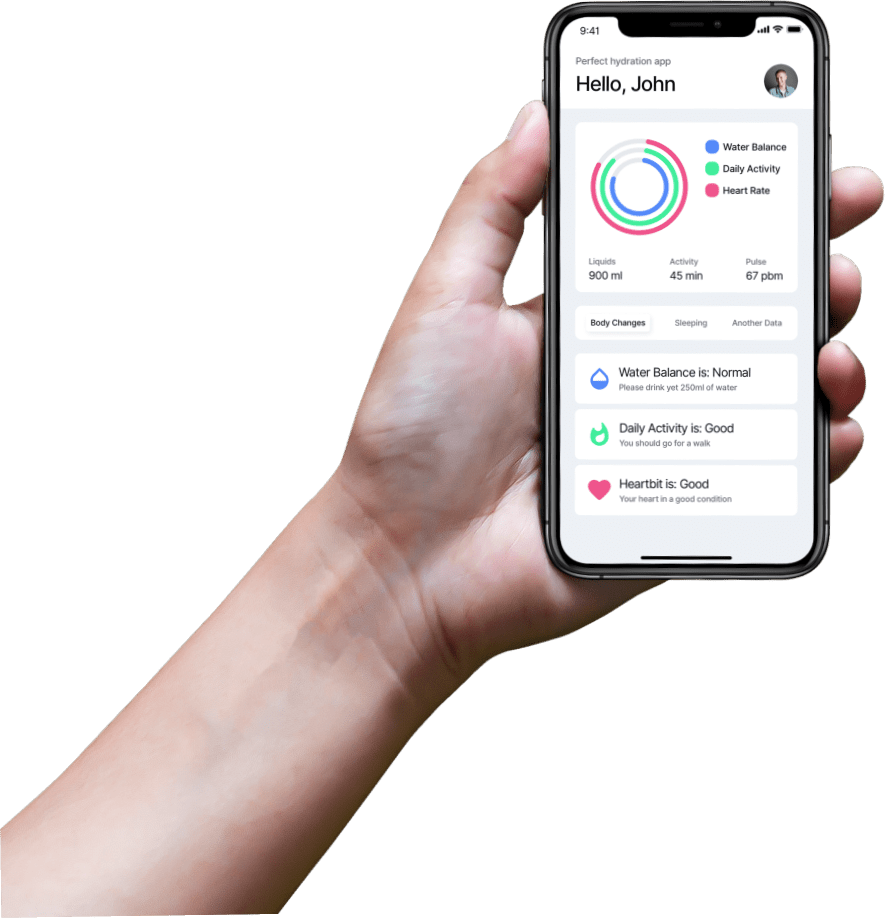 9:41
Perfect hydration app
Hello, John
Water Balance
Daily Activity
Heart Rate
Liquids
Activity
Pulse
900 ml
45 min
67 pbm
Body Changes
Sleeping
Another Data
Water Balance is: Normal
Please drink yet 250ml of water
Daily Activity is: Good
You should go for a walk
Heartbit is: Good
Your heart in a good condition